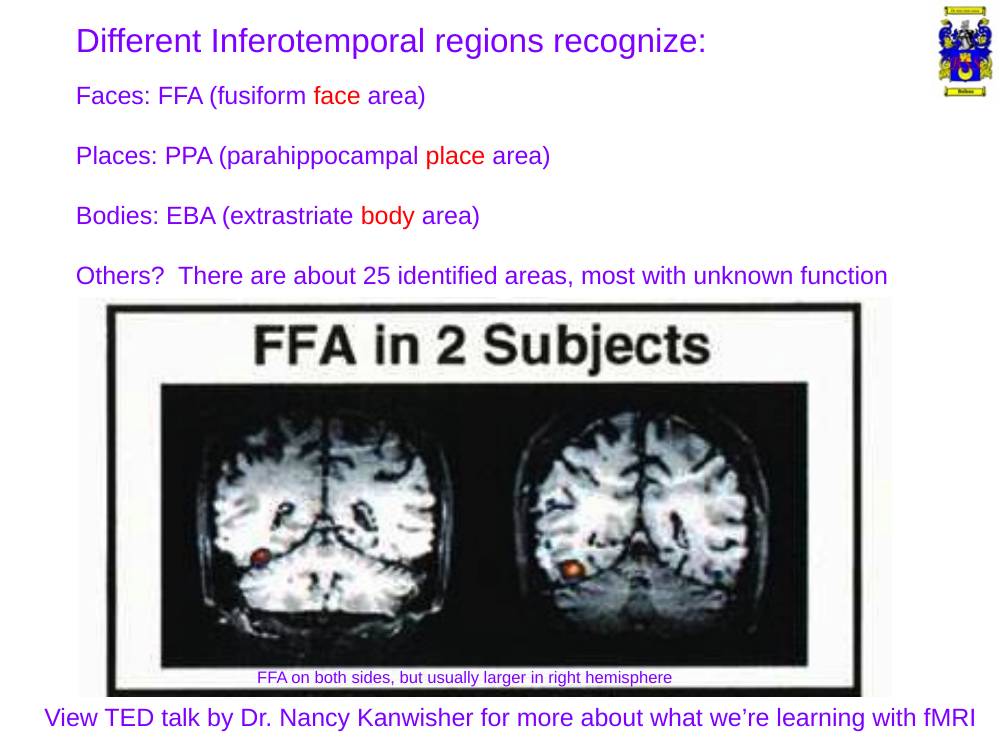 Different Inferotemporal regions recognize:
Faces: FFA (fusiform face area)
Places: PPA (parahippocampal place area)
Bodies: EBA (extrastriate body area)
Others?  There are about 25 identified areas, most with unknown function
FFA in 2 Subjects
FFA on both sides, but usually larger in right hemisphere
View TED talk by Dr. Nancy Kanwisher for more about what we’re learning with fMRI